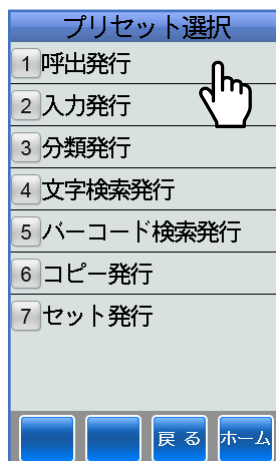 プリセット選択
1 呼出発行
2 入力発行
3 分類発行
4 文字検索発行
5 バーコード検索発行
6 コピー発行
7 セット発行
戻る ホーム